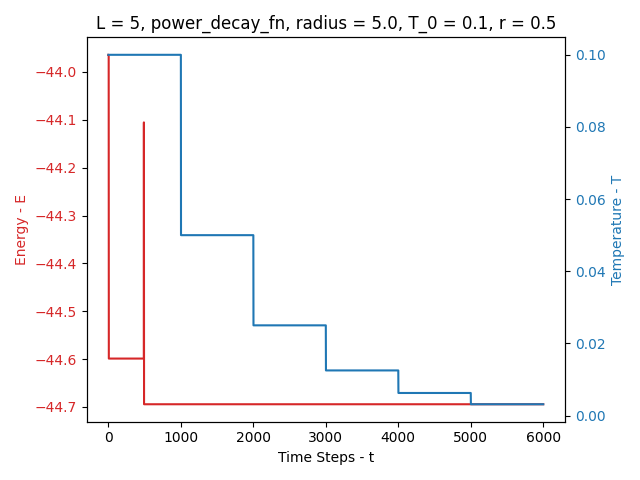 L = 5, power_decay_fn, radius = 5.0, T_0 = 0.1, r = 0.5
−44.0
−44.1
−44.2
−44.3
−44.4
−44.5
−44.6
−44.7
Energy - E
0.10
0.08
0.06
0.04
0.02
0.00
Temperature - T
0 1000 2000 3000 4000 5000 6000
Time Steps - t